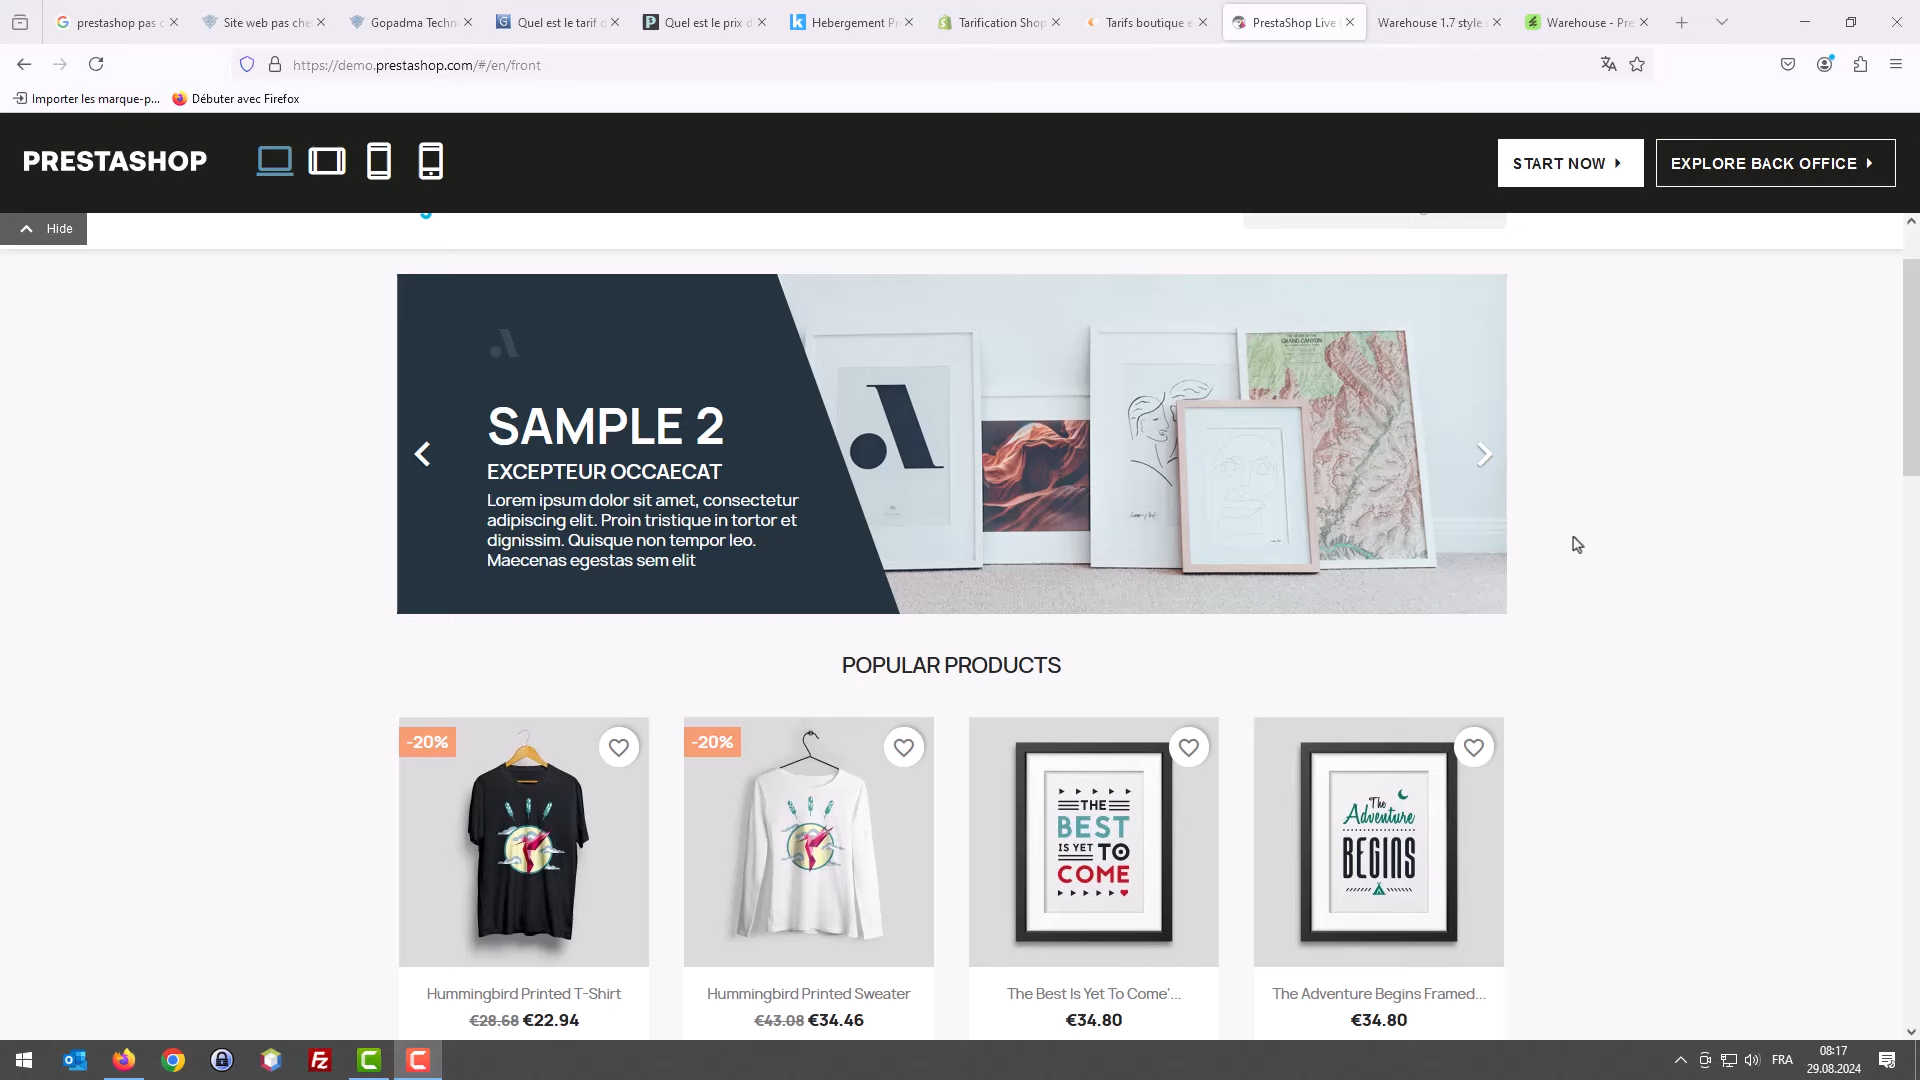 prestashop pas c
Site web pas che
Gopadma Techn
Quel est le tarif d
Quel est le prix d
Hebergement Pr
Tarification Shop
Tarifs boutique e
PrestaShop Live
Warehouse 1.7 style s
Warehouse - Pre
https://demo.prestashop.com/#/en/front
Importer les marque-p...
Débuter avec Firefox
PRESTASHOP
START NOW
EXPLORE BACK OFFICE
Hide
SAMPLE 2
EXCEPTEUR OCCAECAT
Lorem ipsum dolor sit amet, consectetur
adipiscing elit. Proin tristique in tortor et
dignissim. Quisque non tempor leo.
Maecenas egestas sem elit
GRAND CANYON
POPULAR PRODUCTS
-20%
-20%
THE
BEST
IS YET TO
COME
The
Adventure
BEGINS
Hummingbird Printed T-Shirt
€28.68 €22.94
Hummingbird Printed Sweater
€43.08 €34.46
The Best Is Yet To Come'...
€34.80
The Adventure Begins Framed...
€34.80
FRA
08:17
29.08.2024